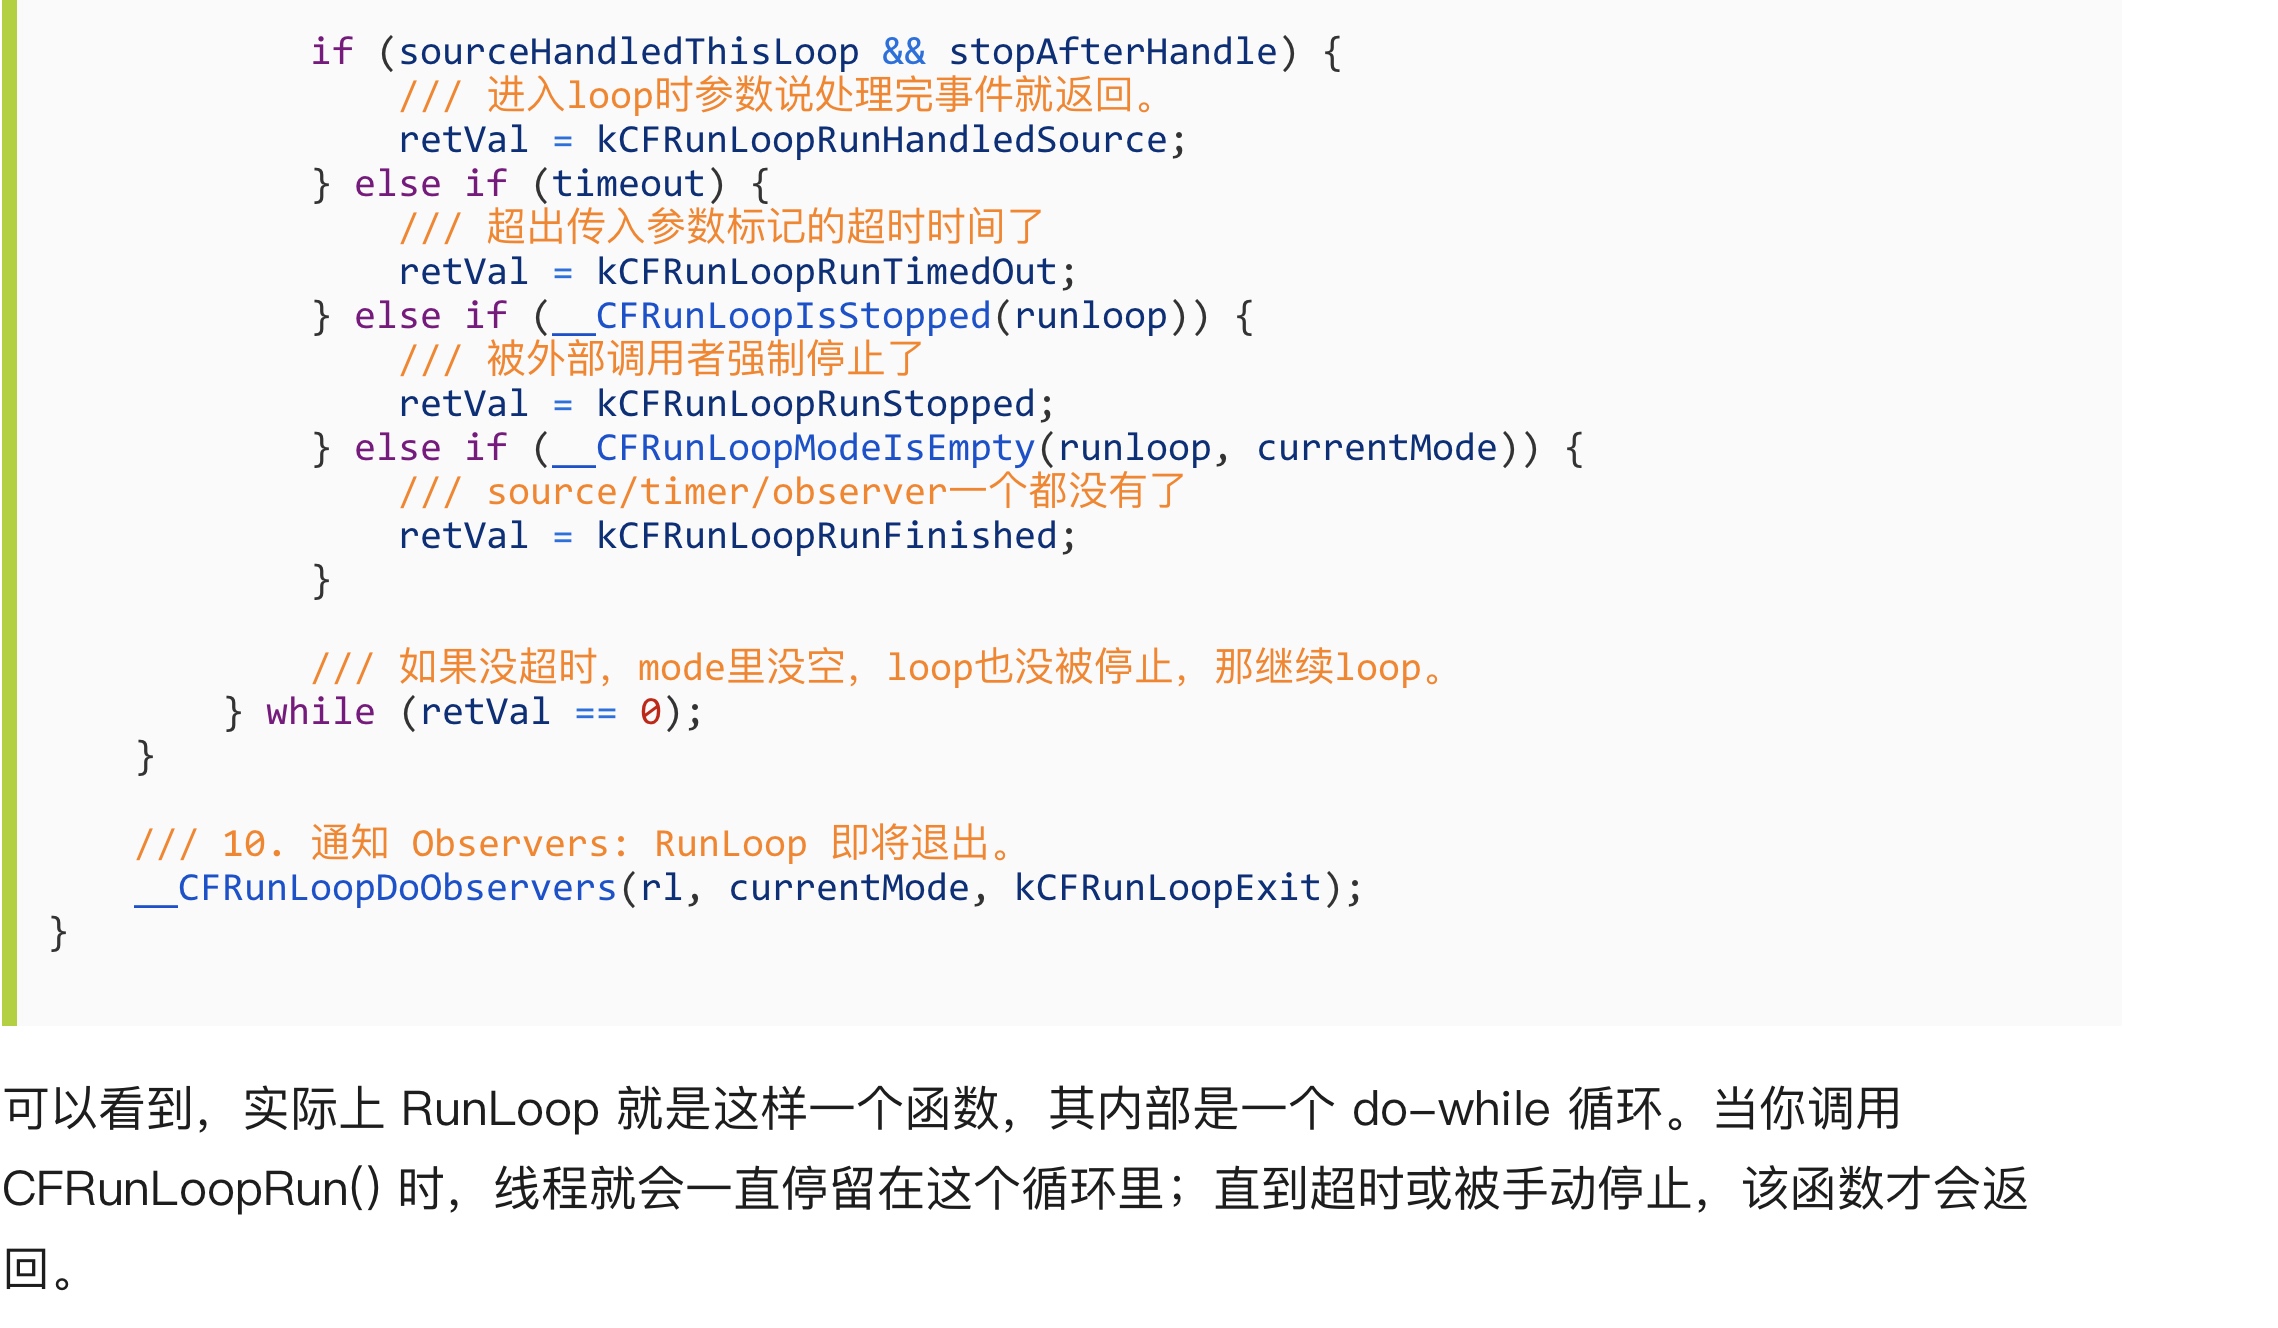 if (sourceHandledThisLoop && stopAfterHandle) {
/// 进入loop时参数说处理完事件就返回。
retVal = kCFRunLoopRunHandledSource;
} else if (timeout) {
/// 超出传入参数标记的超时时间了
retVal = kCFRunLoopRunTimedOut;
} else if (__CFRunLoopIsStopped(runloop)) {
/// 被外部调用者强制停止了
retVal = kCFRunLoopRunStopped;
} else if (__CFRunLoopModeIsEmpty(runloop, currentMode)) {
/// source/timer/observer一个都没有了
retVal = kCFRunLoopRunFinished;
}
/// 如果没超时，mode里没空，loop也没被停止，那继续loop。
} while (retVal == 0);
}
/// 10. 通知 Observers: RunLoop 即将退出。
__CFRunLoopDoObservers(rl, currentMode, kCFRunLoopExit);
}
可以看到，实际上 RunLoop 就是这样一个函数，其内部是一个 do-while 循环。当你调用
CFRunLoopRun() 时，线程就会一直停留在这个循环里；直到超时或被手动停止，该函数才会返
回。